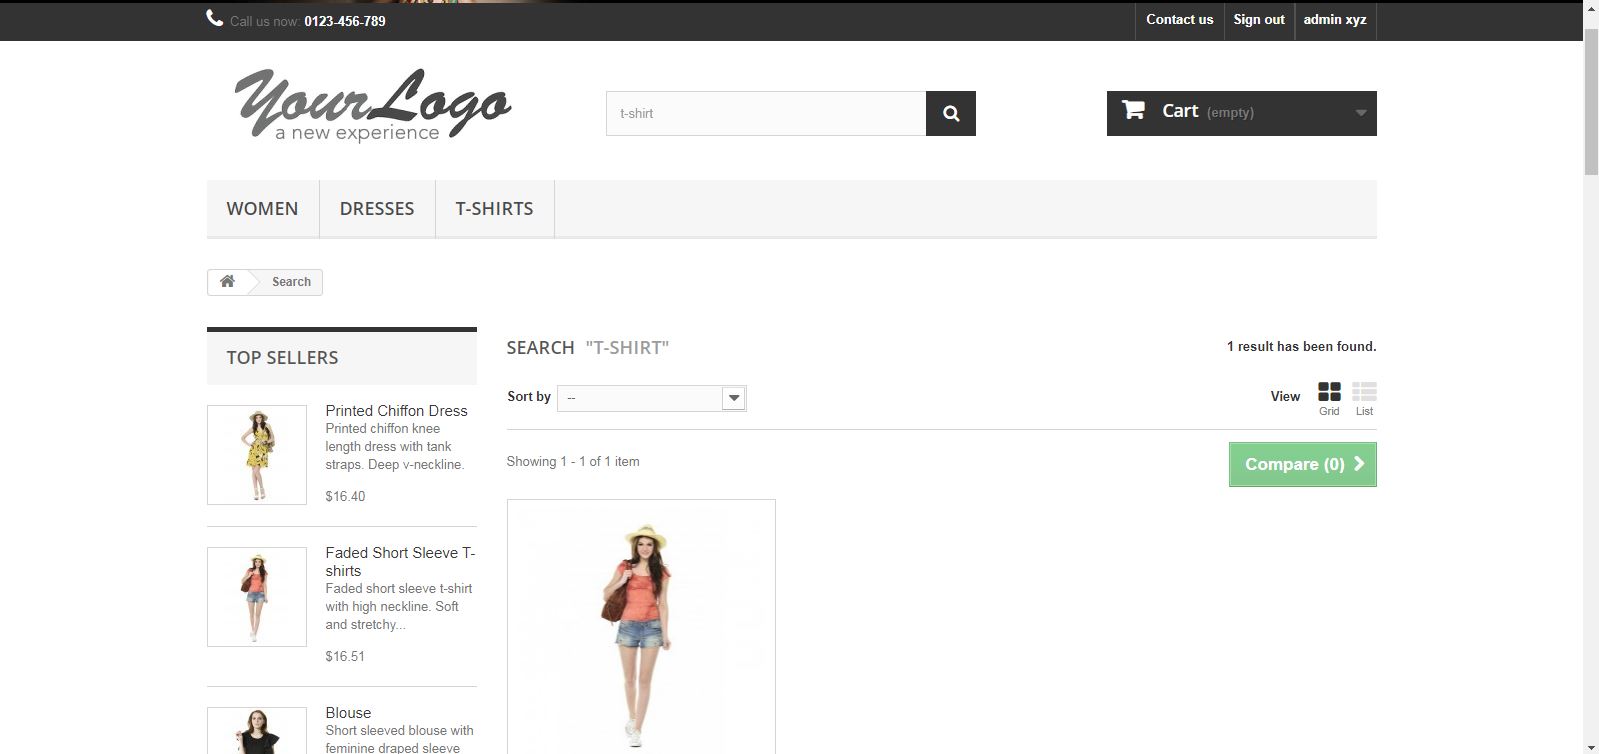 Call us now: 0123-456-789
Contact us
Sign out
admin xyz
YourLogo
a new experience
t-shirt
Cart (empty)
WOMEN
DRESSES
T-SHIRTS
Search
TOP SELLERS
Printed Chiffon Dress
Printed chiffon knee
length dress with tank
straps. Deep v-neckline.
$16.40
Faded Short Sleeve T-
shirts
Faded short sleeve t-shirt
with high neckline. Soft
and stretchy...
$16.51
Blouse
Short sleeved blouse with
feminine draped sleeve
SEARCH "T-SHIRT"
1 result has been found.
Sort by
--
View
Grid
List
Showing 1 - 1 of 1 item
Compare (0)